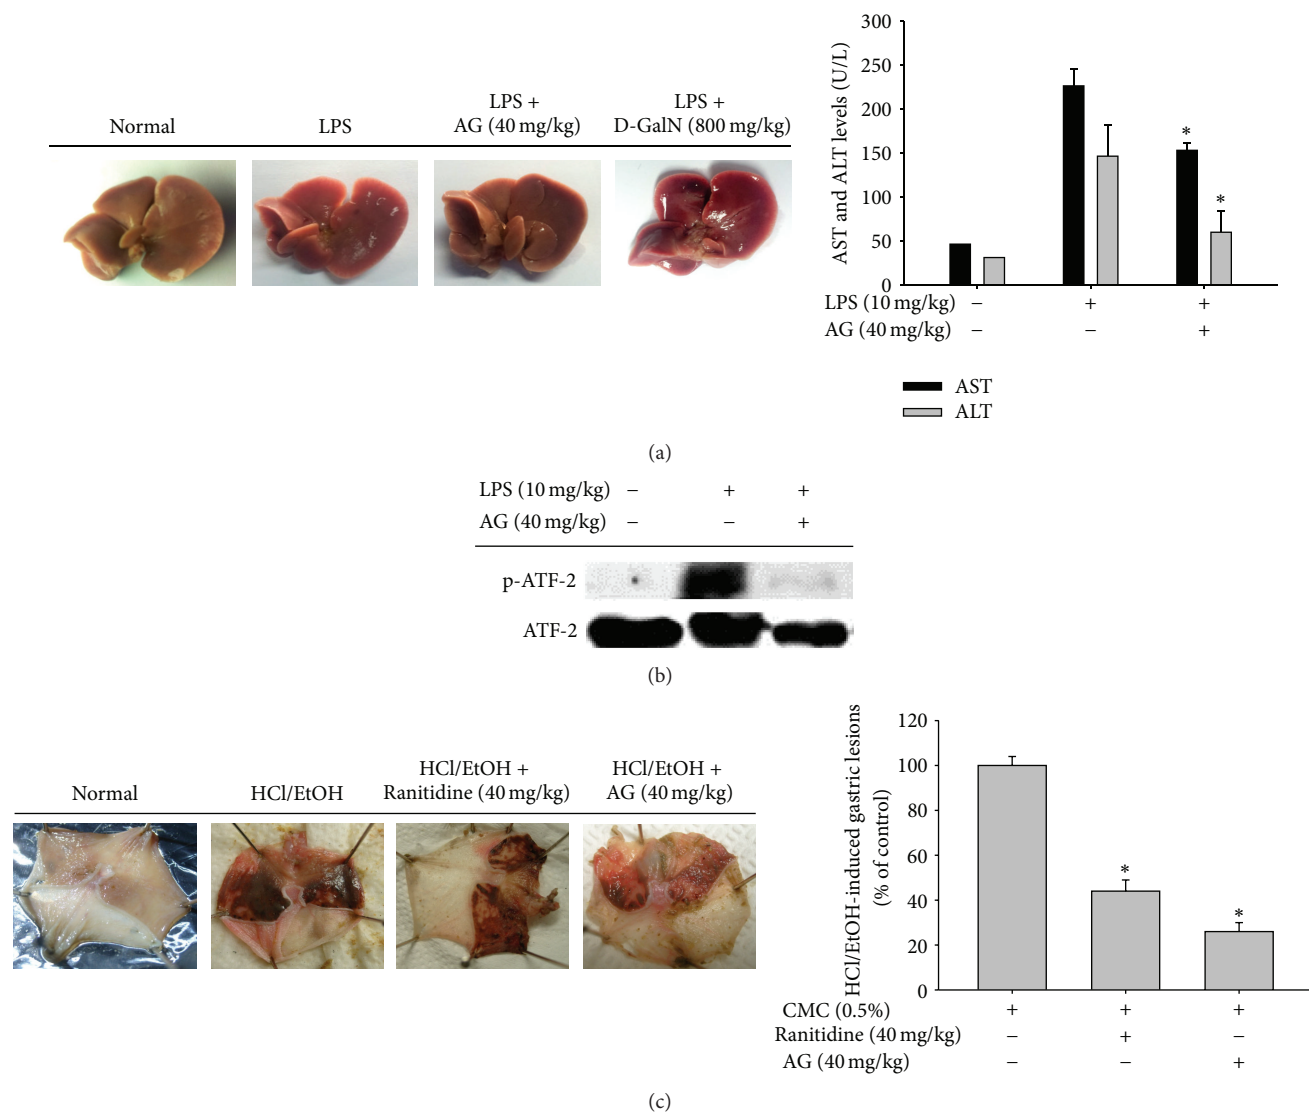 Normal
LPS
LPS +
AG (40 mg/kg)
LPS +
D-GalN (800 mg/kg)
AST and ALT levels (U/L)
300
250
200
150
100
50
0
*
*
LPS (10 mg/kg) − + +
AG (40 mg/kg) − − +
AST
ALT
(a)
LPS (10 mg/kg) − + +
AG (40 mg/kg) − − +
p-ATF-2
ATF-2
(b)
Normal
HCl/EtOH
HCl/EtOH +
Ranitidine (40 mg/kg)
HCl/EtOH +
AG (40 mg/kg)
HCl/EtOH-induced gastric lesions
(% of control)
120
100
80
60
40
20
0
*
*
CMC (0.5%) + + +
Ranitidine (40 mg/kg) − + −
AG (40 mg/kg) − − +
(c)